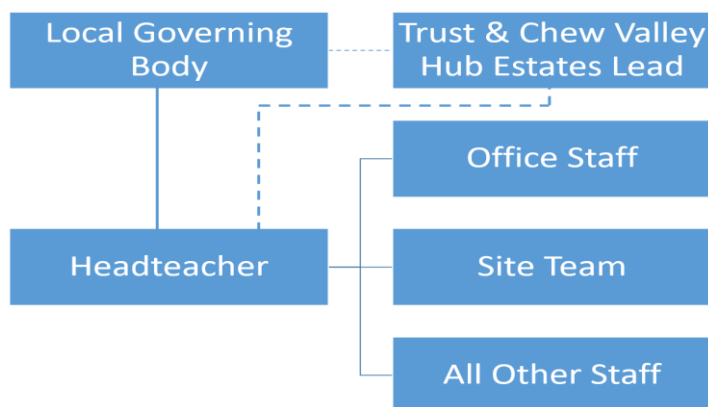 Local Governing
Body
Trust & Chew Valley
Hub Estates Lead
Office Staff
Headteacher
Site Team
All Other Staff